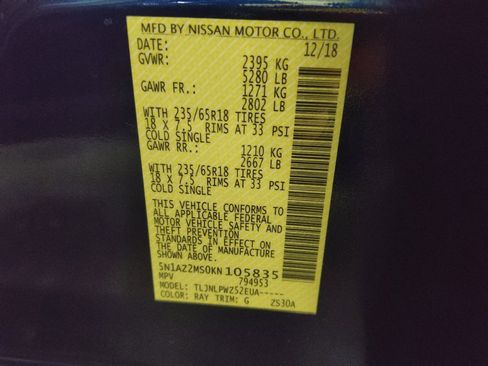 MFD BY NISSAN MOTOR CO., LTD.
DATE: 12/18
GVWR: 2395 KG
5280 LB
GAWR FR.: 1271 KG
2802 LB
WITH 235/65R18 TIRES
18 X 7.5 RIMS AT 33 PSI
COLD SINGLE
GAWR RR.: 1210 KG
2667 LB
WITH 235/65R18 TIRES
18 X 7.5 RIMS AT 33 PSI
COLD SINGLE
THIS VEHICLE CONFORMS TO
ALL APPLICABLE FEDERAL
MOTOR VEHICLE SAFETY AND
THEFT PREVENTION
STANDARDS IN EFFECT ON
THE DATE OF MANUFACTURE
SHOWN ABOVE.
5N1AZ2MS0KN105835
MPV 794953
MODEL: TLJNLPWZ52EUA-----
COLOR: RAY TRIM: G ZS30A